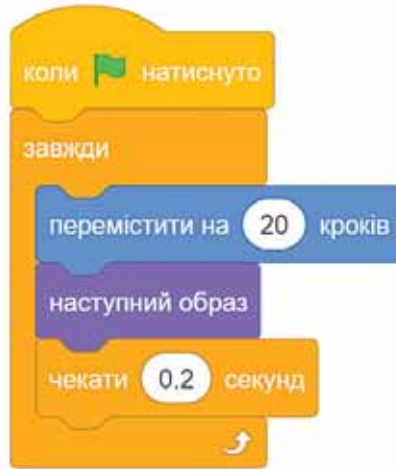 коли натиснуто
завжди
перемістити на 20 кроків
наступний образ
чекати 0.2 секунд